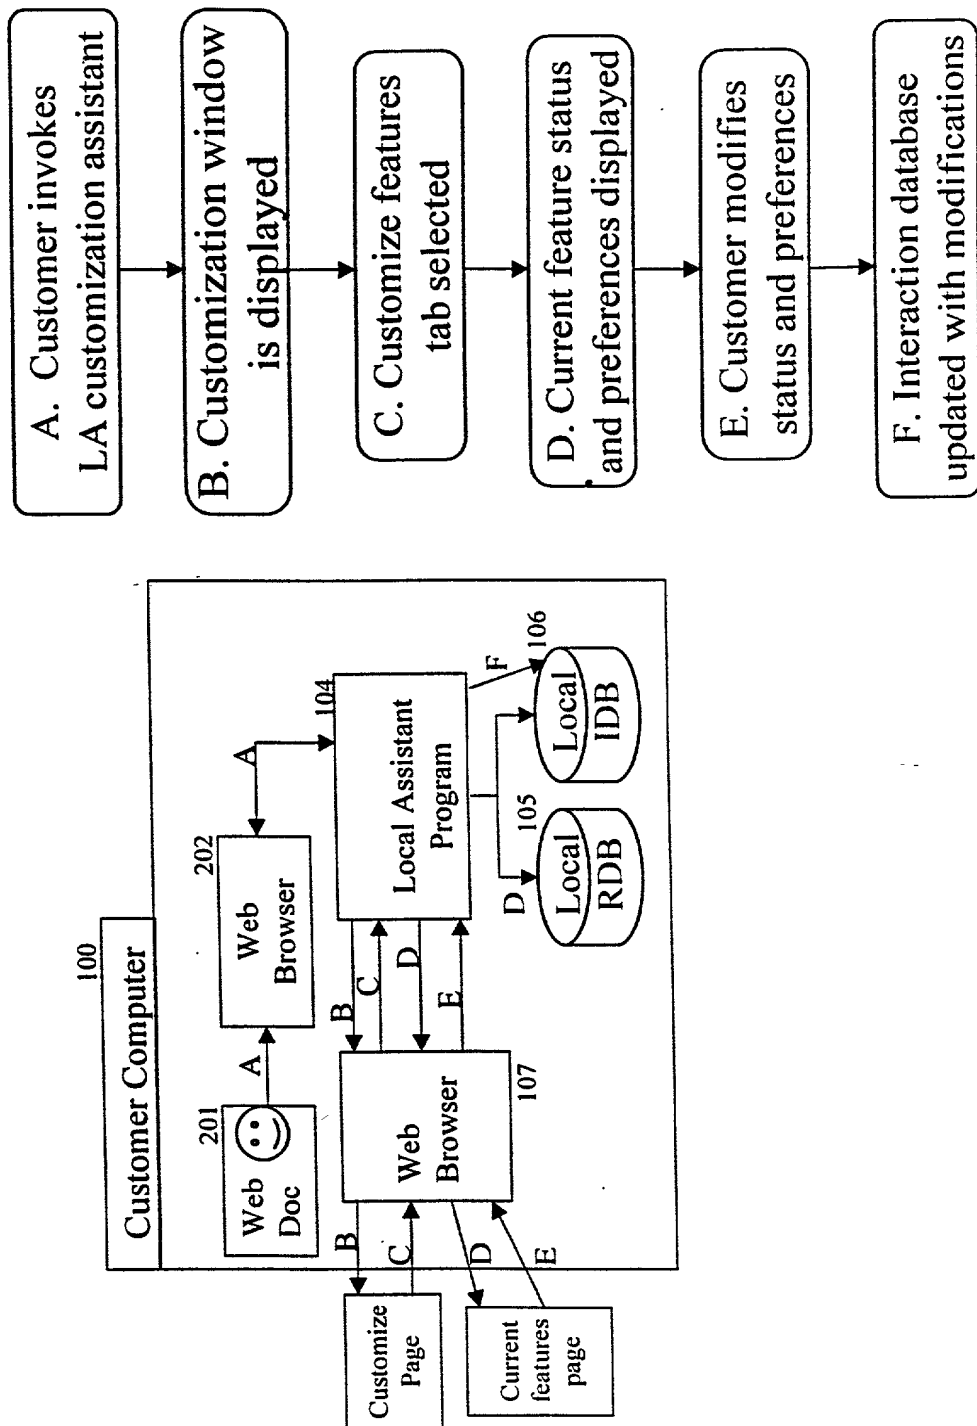 A. Customer invokes
LA customization assistant
B. Customization window
is displayed
C. Customize features
tab selected
D. Current feature status
and preferences displayed
E. Customer modifies
status and preferences
F. Interaction database
updated with modifications
Customer Computer
100
Web
Doc
201
A
Web
Browser
202
A
Local Assistant
Program
104
B
C
D
E
Web
Browser
107
B
C
D
E
Customize
Page
Current
features
page
D
F
105
Local
RDB
106
Local
IDB